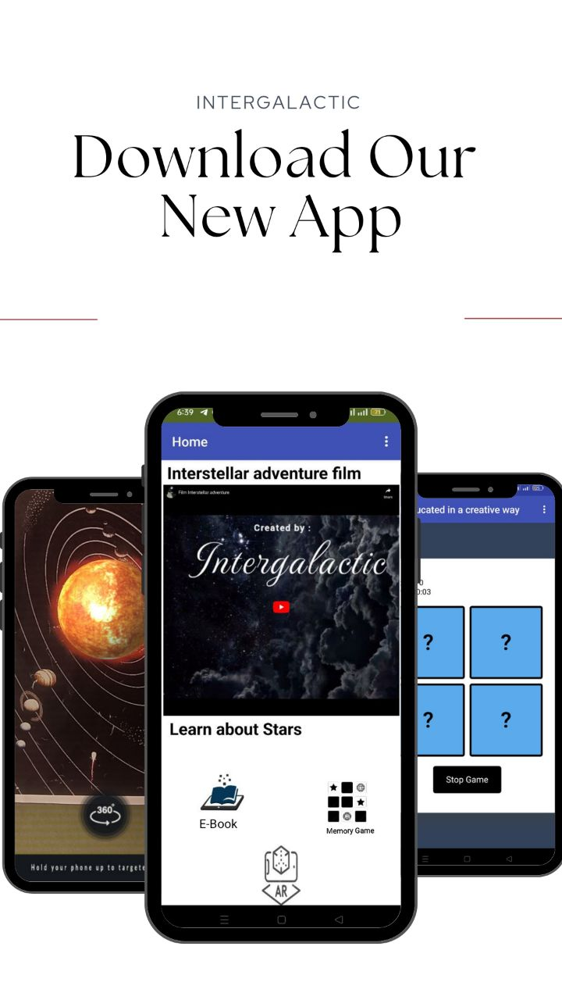 INTERGALACTIC
Download Our
New App
6:39
Home
Interstellar adventure film
Film Interstellar adventure
Share
Created by :
Intergalactic
Learn about Stars
E-Book
Memory Game
AR
360°
Hold your phone up to targete
ucated in a creative way
0
0:03
? ?
? ?
Stop Game